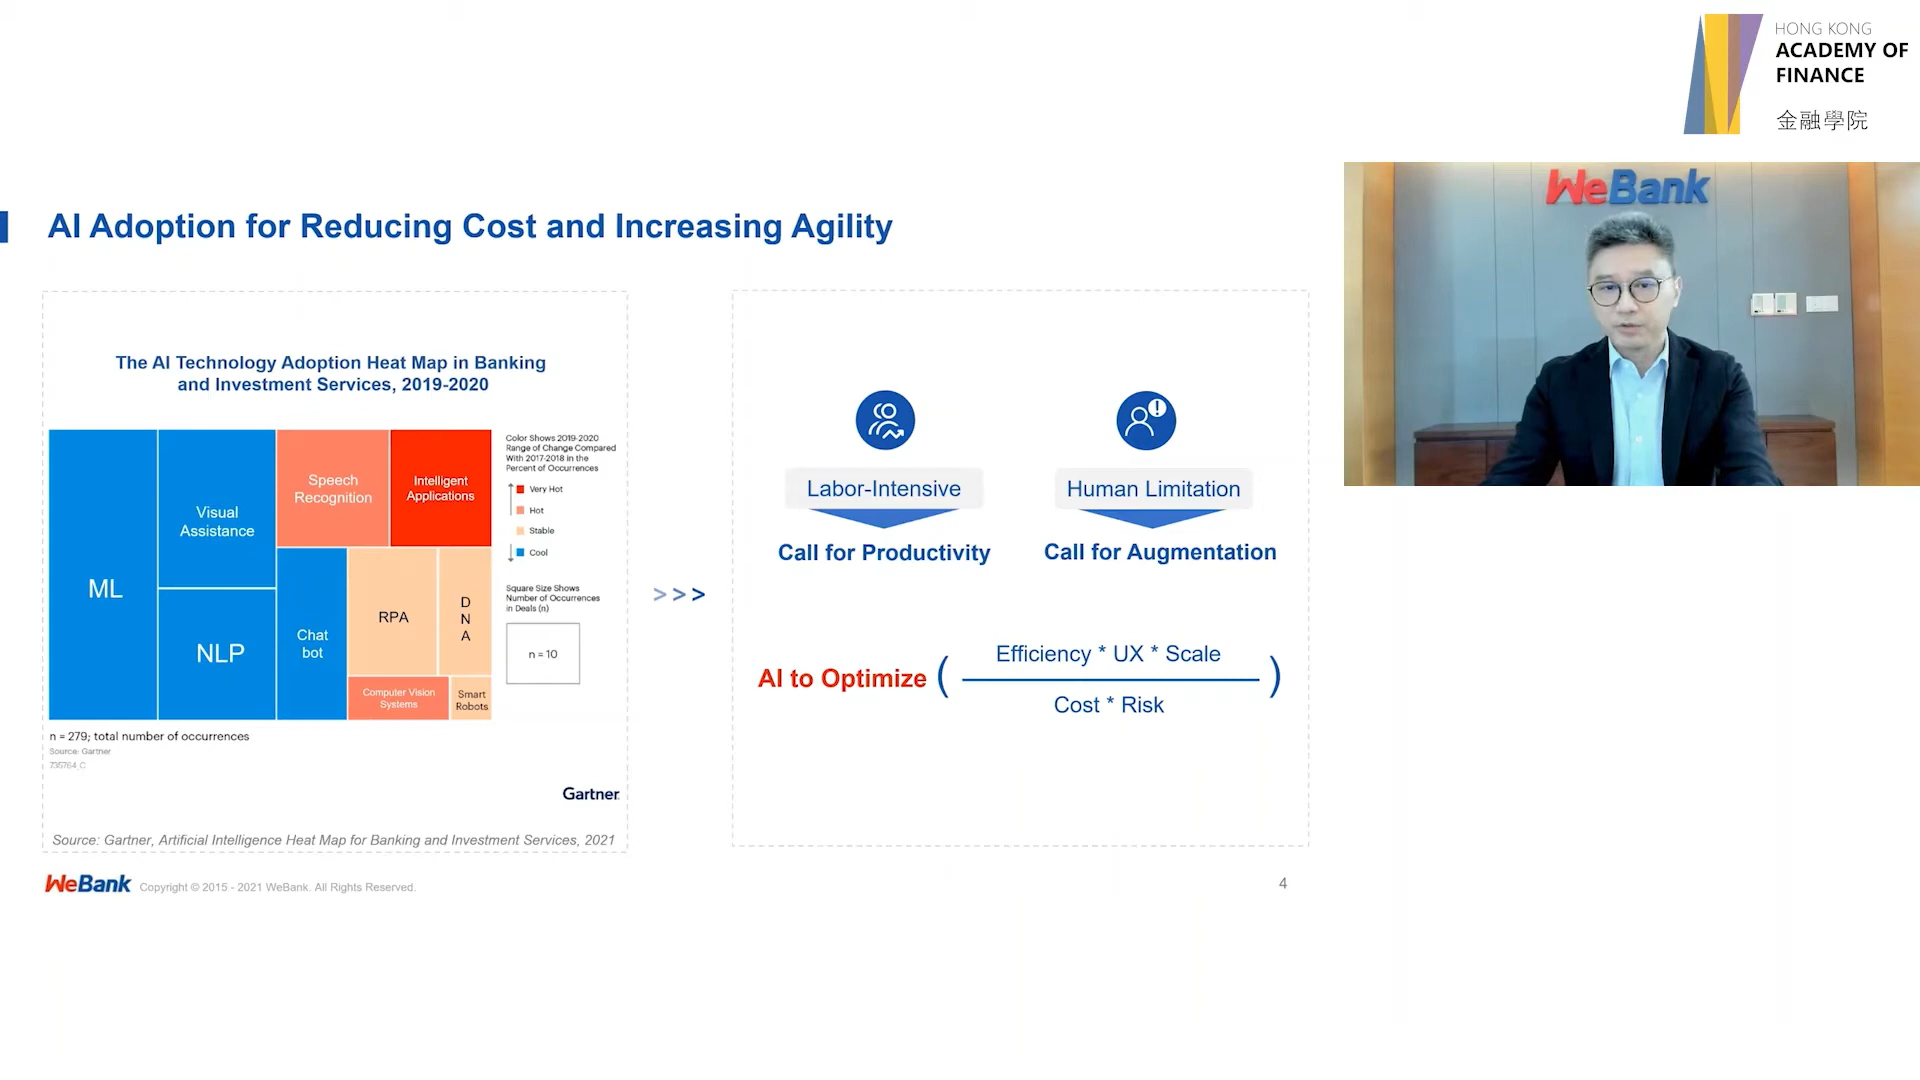 HONG KONG
ACADEMY OF
FINANCE
金融學院
WeBank
AI Adoption for Reducing Cost and Increasing Agility
The AI Technology Adoption Heat Map in Banking
and Investment Services, 2019-2020
ML
Visual
Assistance
NLP
Speech
Recognition
Intelligent
Applications
Chat
bot
RPA
D
N
A
Computer Vision
Systems
Smart
Robots
Color Shows 2019-2020
Range of Change Compared
With 2017-2018 in the
Percent of Occurrences
Very Hot
Hot
Stable
Cool
Square Size Shows
Number of Occurrences
in Deals (n)
n = 10
n = 279; total number of occurrences
Source: Gartner
735764_C
Gartner
Source: Gartner, Artificial Intelligence Heat Map for Banking and Investment Services, 2021
>>>
Labor-Intensive
Call for Productivity
Human Limitation
Call for Augmentation
AI to Optimize
( Efficiency * UX * Scale )
Cost * Risk
WeBank Copyright © 2015 - 2021 WeBank. All Rights Reserved.
4